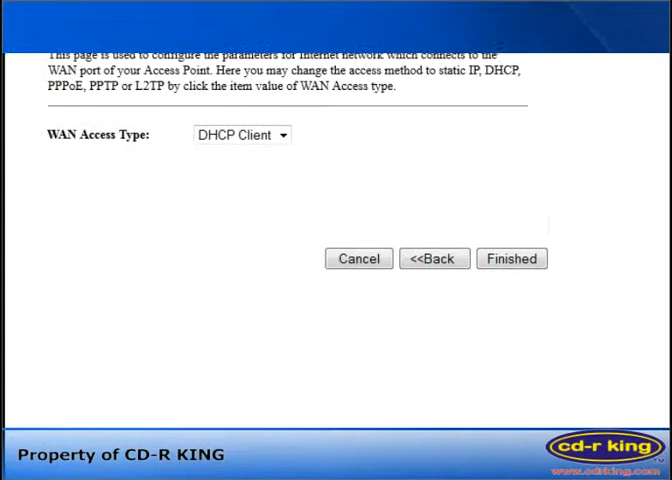 This page is used to configure the parameters for Internet network which connects to the
WAN port of your Access Point. Here you may change the access method to static IP, DHCP,
PPPoE, PPTP or L2TP by click the item value of WAN Access type.
WAN Access Type: DHCP Client
Cancel <<Back Finished
Property of CD-R KING
cd-r king
TM
www.cdrking.com